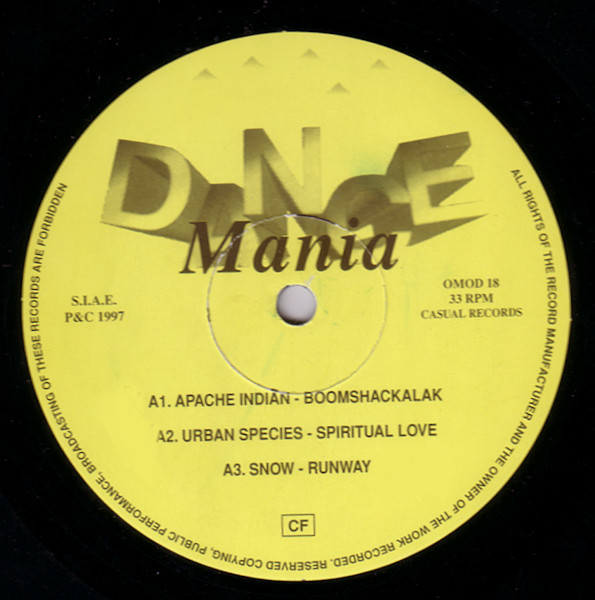 DANCE
Mania
S.I.A.E.
P&C 1997
OMOD 18
33 RPM
CASUAL RECORDS
A1. APACHE INDIAN - BOOMSHACKALAK
A2. URBAN SPECIES - SPIRITUAL LOVE
A3. SNOW - RUNWAY
CF
ALL RIGHTS OF THE RECORD MANUFACTURER AND THE OWNER OF THE WORK RECORDED. RESERVED COPYING, PUBLIC PERFORMANCE, BROADCASTING OF THESE RECORDS ARE FORBIDDEN